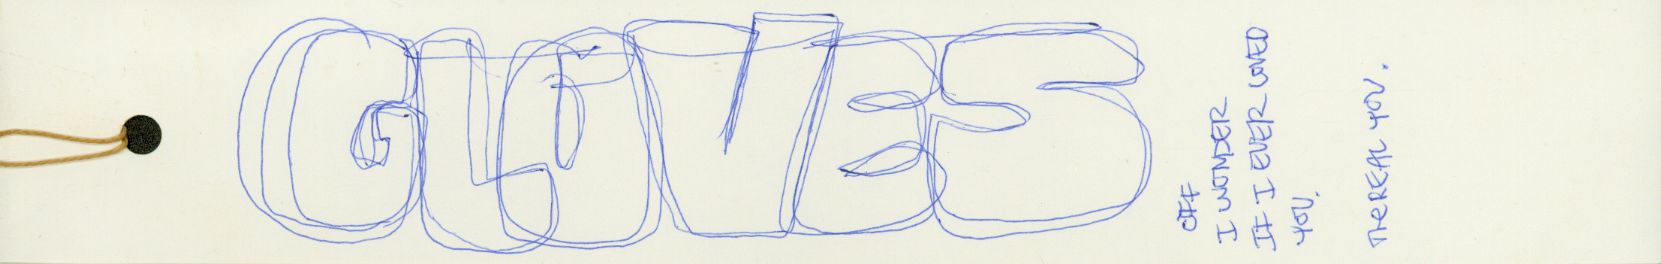 GLOVES
OFF
I WONDER
IF I EVER LOVED
YOU.
THE REAL YOU.